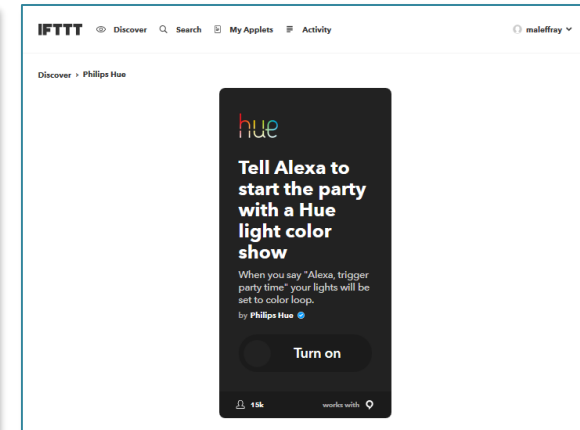 IFTTT Discover Search My Applets Activity maleffray
Discover › Philips Hue
hue
Tell Alexa to
start the party
with a Hue
light color
show
When you say "Alexa, trigger
party time" your lights will be
set to color loop.
by Philips Hue
Turn on
15k works with